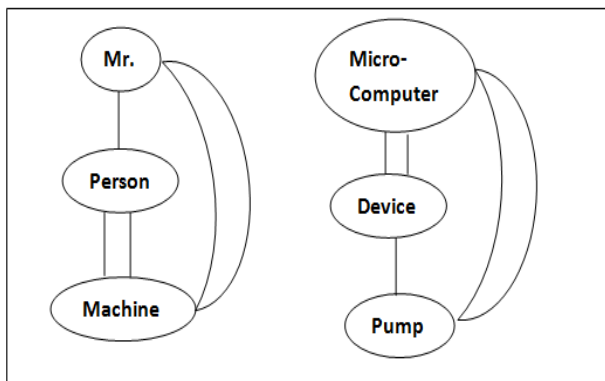 Mr.
Person
Machine
Micro-
Computer
Device
Pump